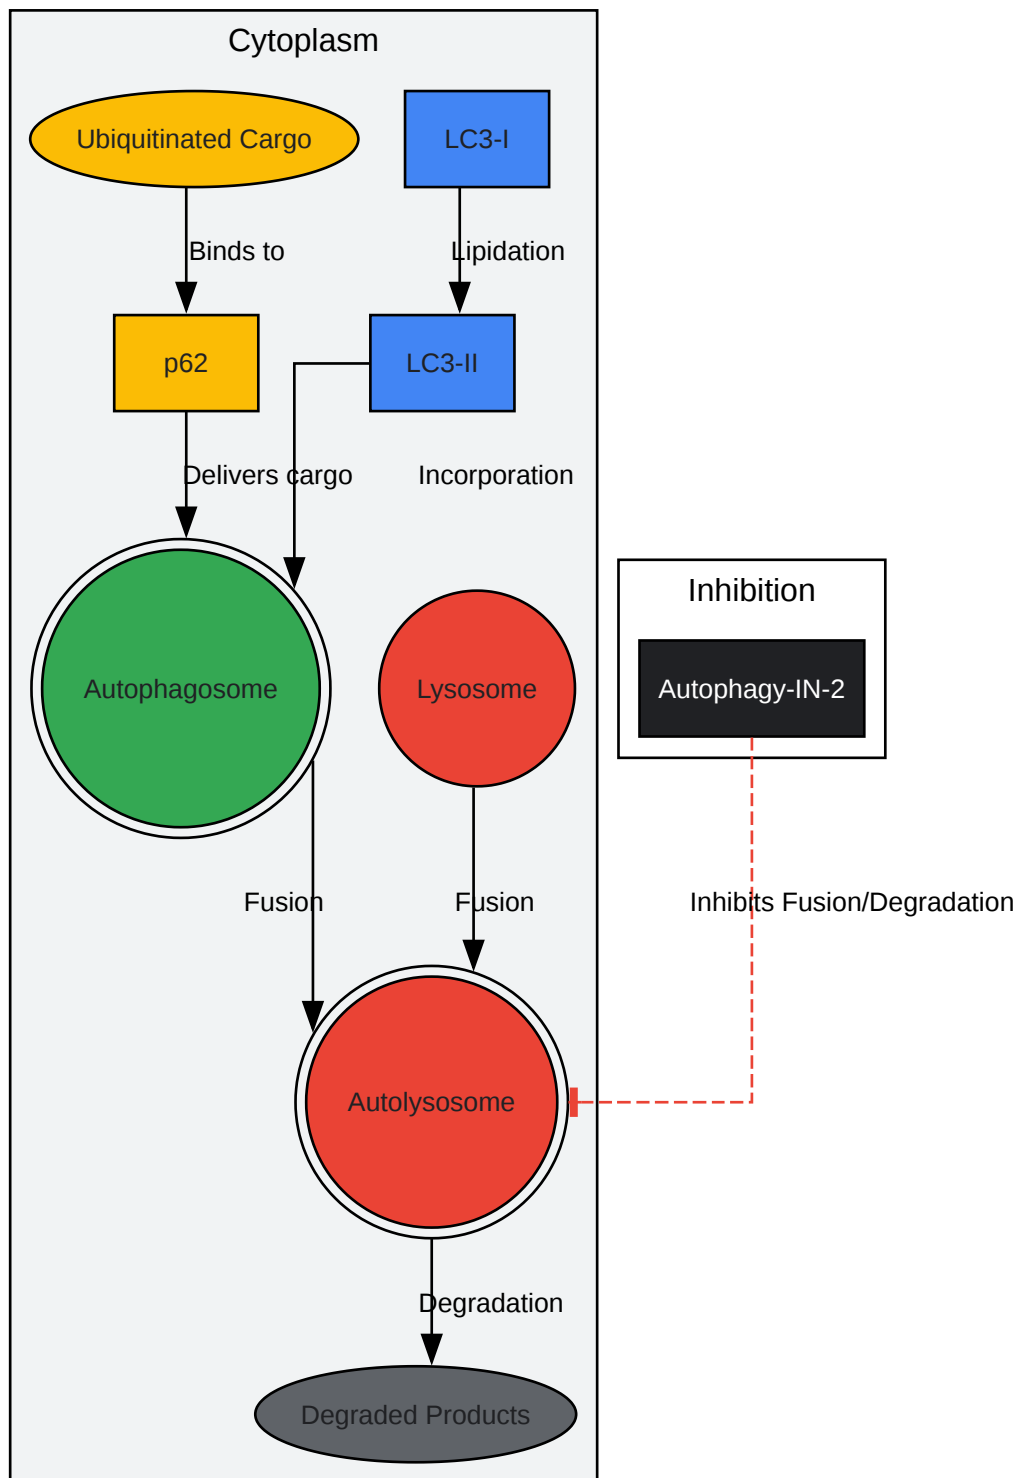 Cytoplasm
Ubiquitinated Cargo
LC3-I
Binds to
Lipidation
p62
LC3-II
Delivers cargo
Incorporation
Inhibition
Autophagosome
Lysosome
Autophagy-IN-2
Fusion
Fusion
Inhibits Fusion/Degradation
Autolysosome
Degradation
Degraded Products